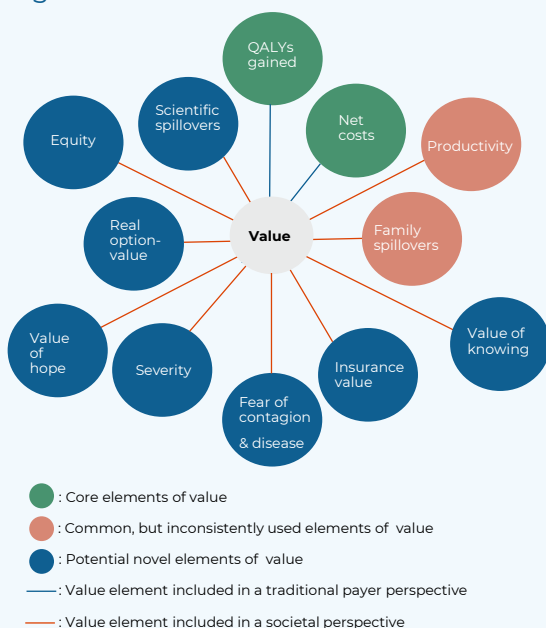 QALYs
gained
Scientific
spillovers
Net
costs
Equity
Productivity
Real
option-
value
Value
Family
spillovers
Value
of
hope
Severity
Fear of
contagion
& disease
Insurance
value
Value of
knowing
: Core elements of value
: Common, but inconsistently used elements of value
: Potential novel elements of value
: Value element included in a traditional payer perspective
: Value element included in a societal perspective